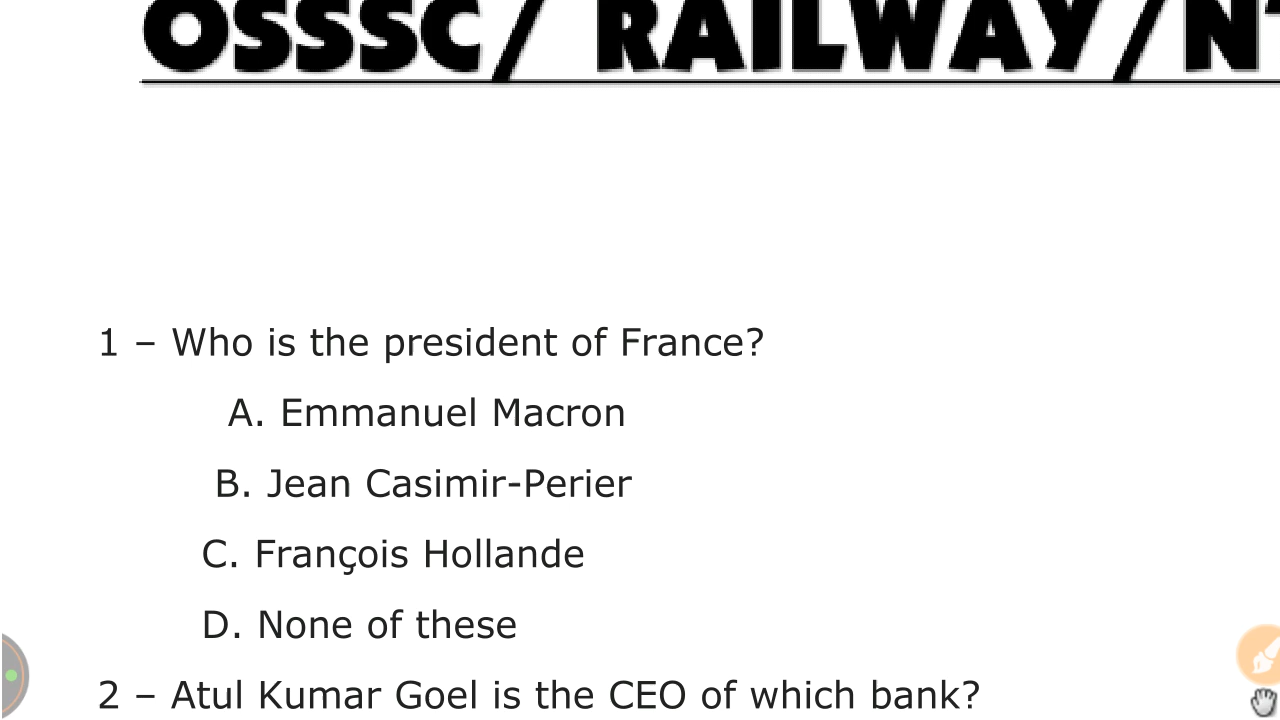 OSSSC/ RAILWAY/
1 – Who is the president of France?
A. Emmanuel Macron
B. Jean Casimir-Perier
C. François Hollande
D. None of these
2 – Atul Kumar Goel is the CEO of which bank?